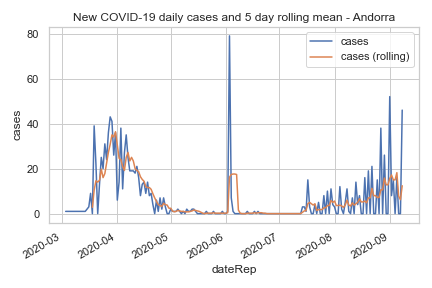 New COVID-19 daily cases and 5 day rolling mean - Andorra
cases
cases (rolling)
80
60
40
20
0
cases
2020-03
2020-04
2020-05
2020-06
2020-07
2020-08
2020-09
dateRep